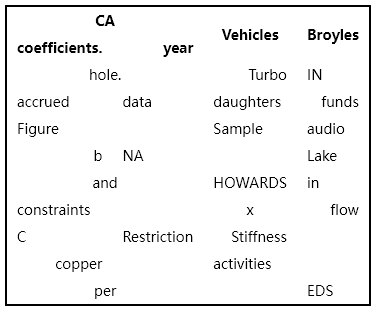 CA
coefficients. year Vehicles Broyles
hole. Turbo IN
accrued data daughters funds
Figure Sample audio
b NA Lake
and HOWARDS in
constraints x flow
C Restriction Stiffness
copper activities
per EDS